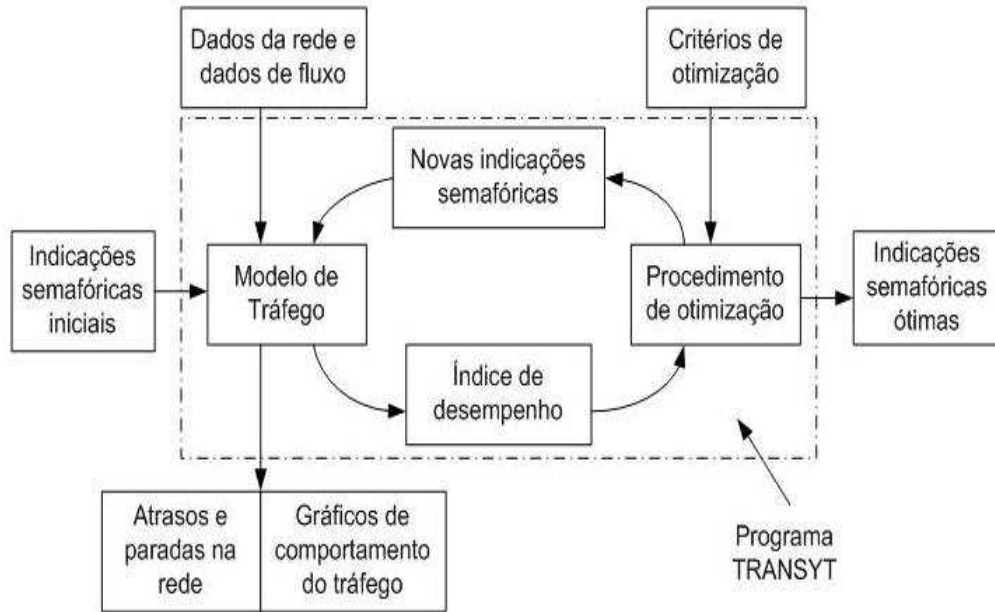 Dados da rede e
dados de fluxo
Critérios de
otimização
Novas indicações
semafóricas
Indicações
semafóricas
iniciais
Modelo de
Tráfego
Procedimento
de otimização
Indicações
semafóricas
ótimas
Índice de
desempenho
Atrasos e
paradas na
rede
Gráficos de
comportamento
do tráfego
Programa
TRANSYT